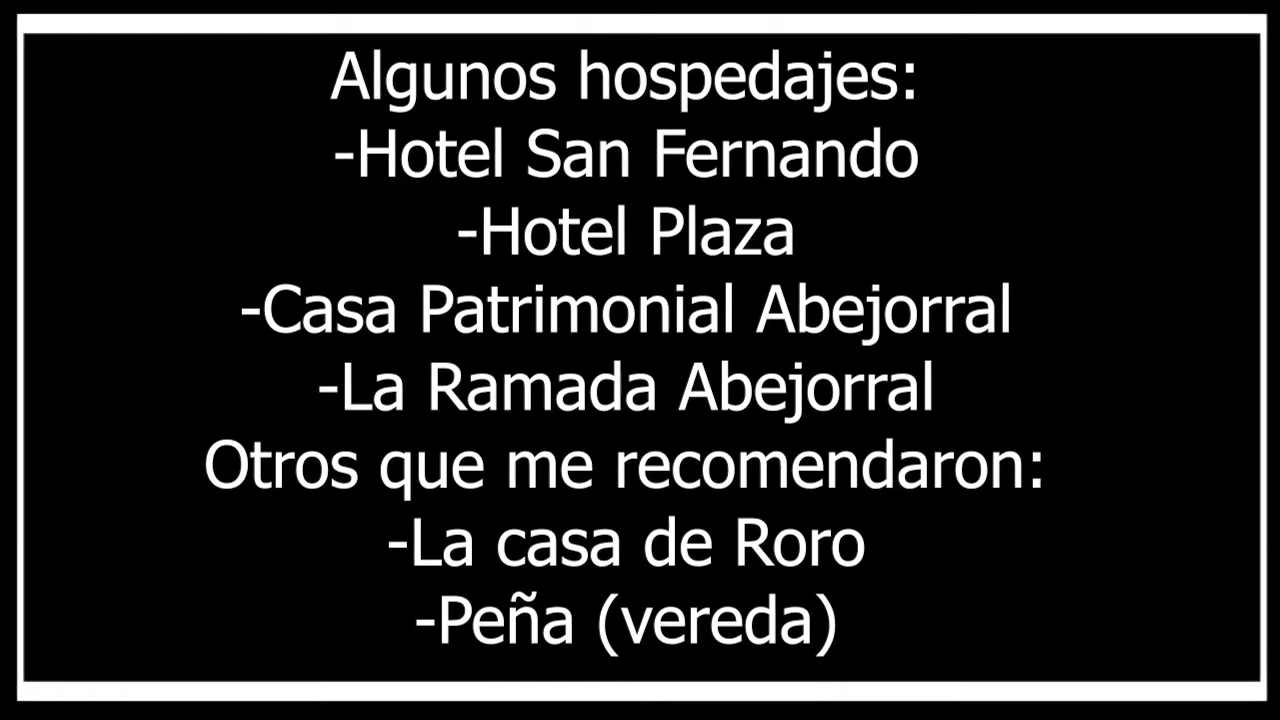 Algunos hospedajes:
-Hotel San Fernando
-Hotel Plaza
-Casa Patrimonial Abejorral
-La Ramada Abejorral
Otros que me recomendaron:
-La casa de Roro
-Peña (vereda)